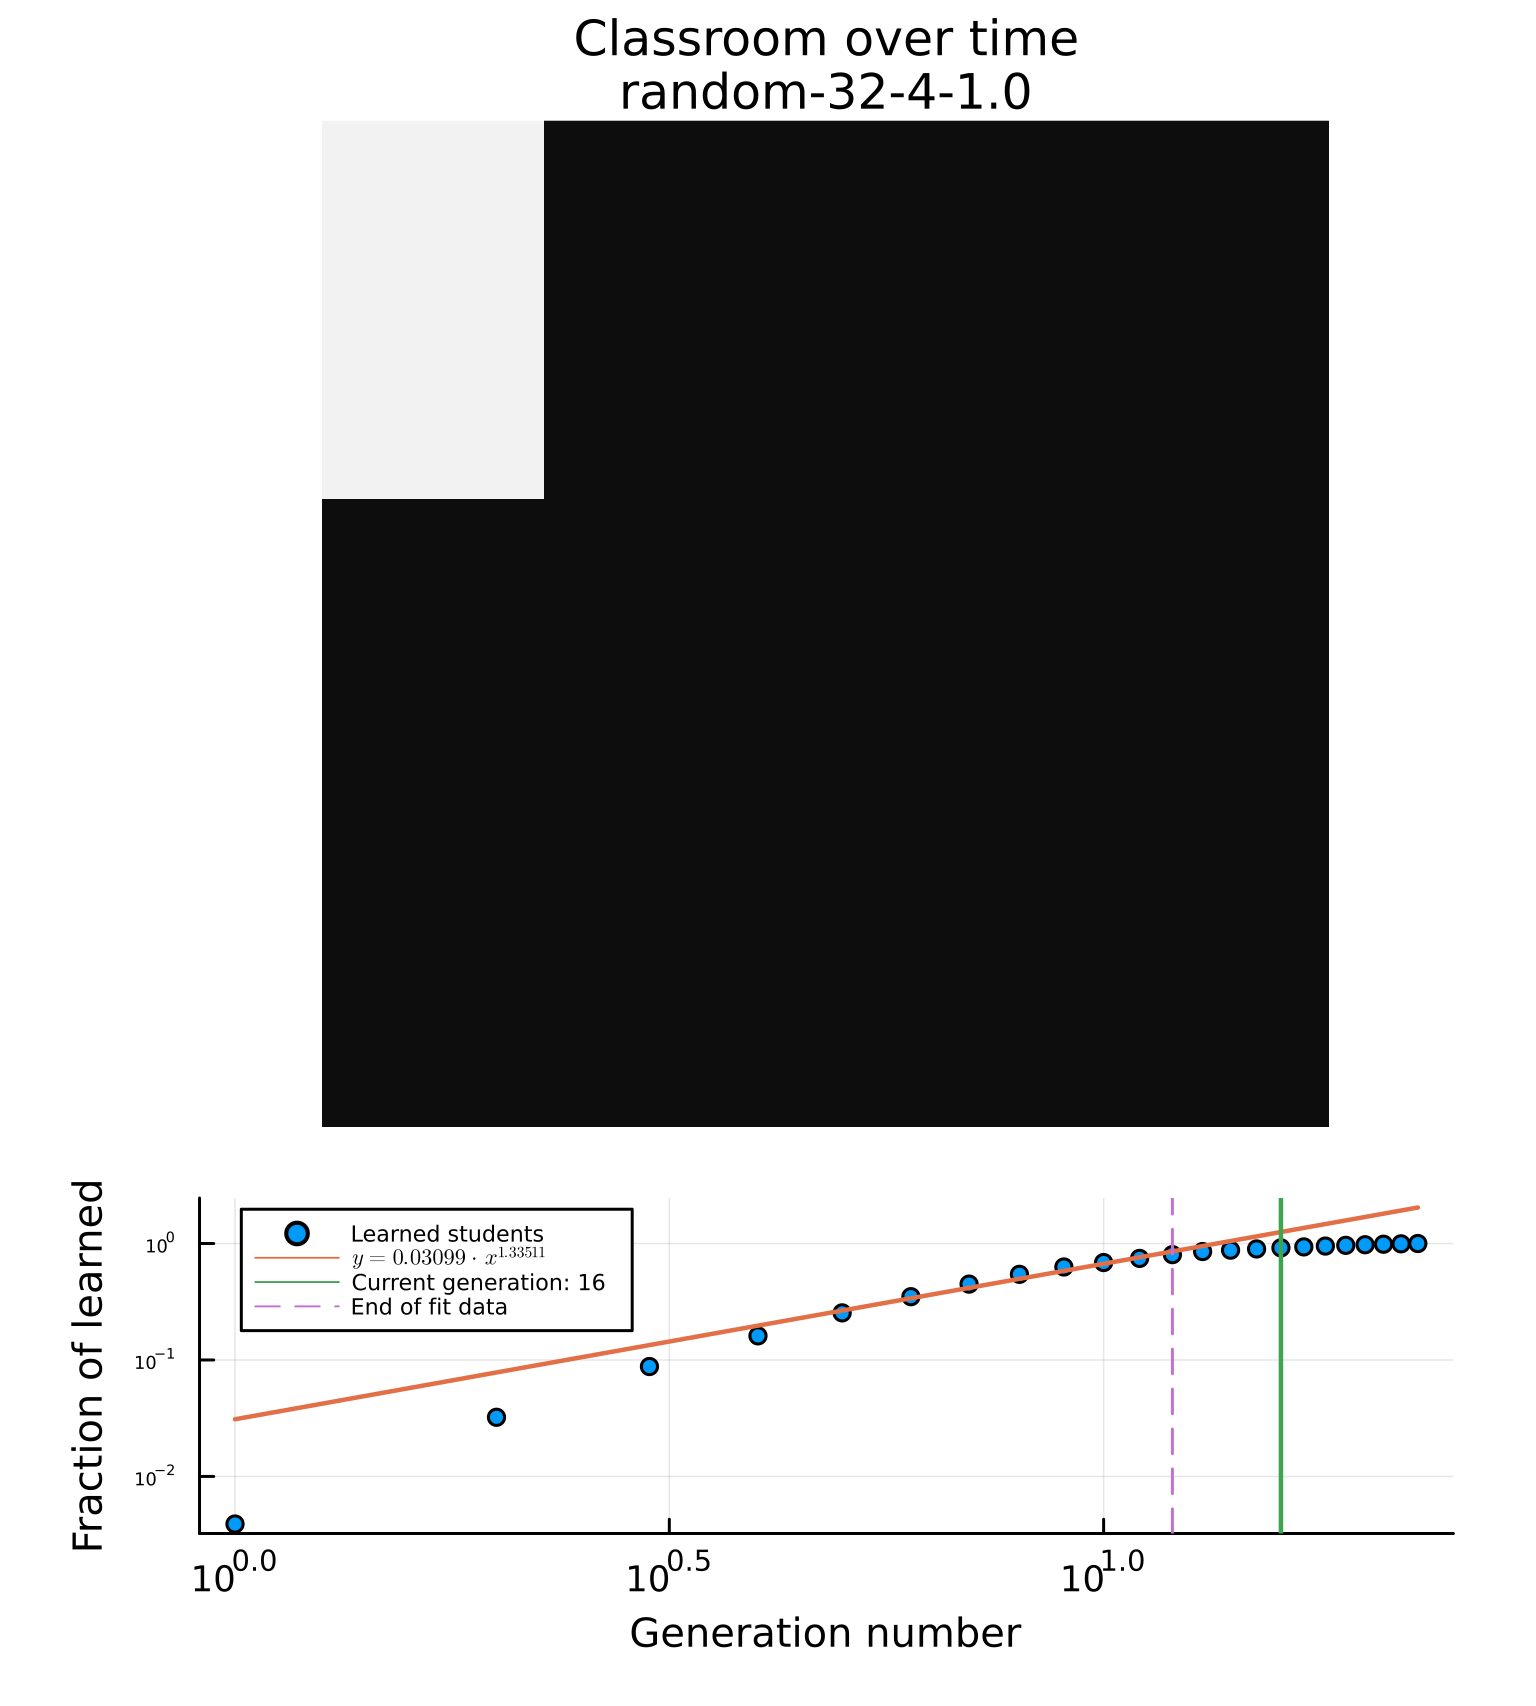 Classroom over time
random-32-4-1.0
Fraction of learned
10^0
10^-1
10^-2
Learned students
y = 0.03099 · x^1.33511
Current generation: 16
End of fit data
10^0.0
10^0.5
10^1.0
Generation number